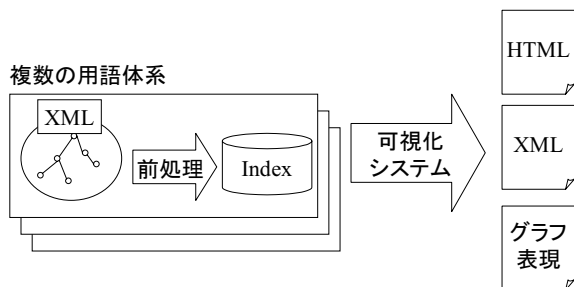 複数の用語体系
XML
前処理
Index
可視化
システム
HTML
XML
グラフ
表現